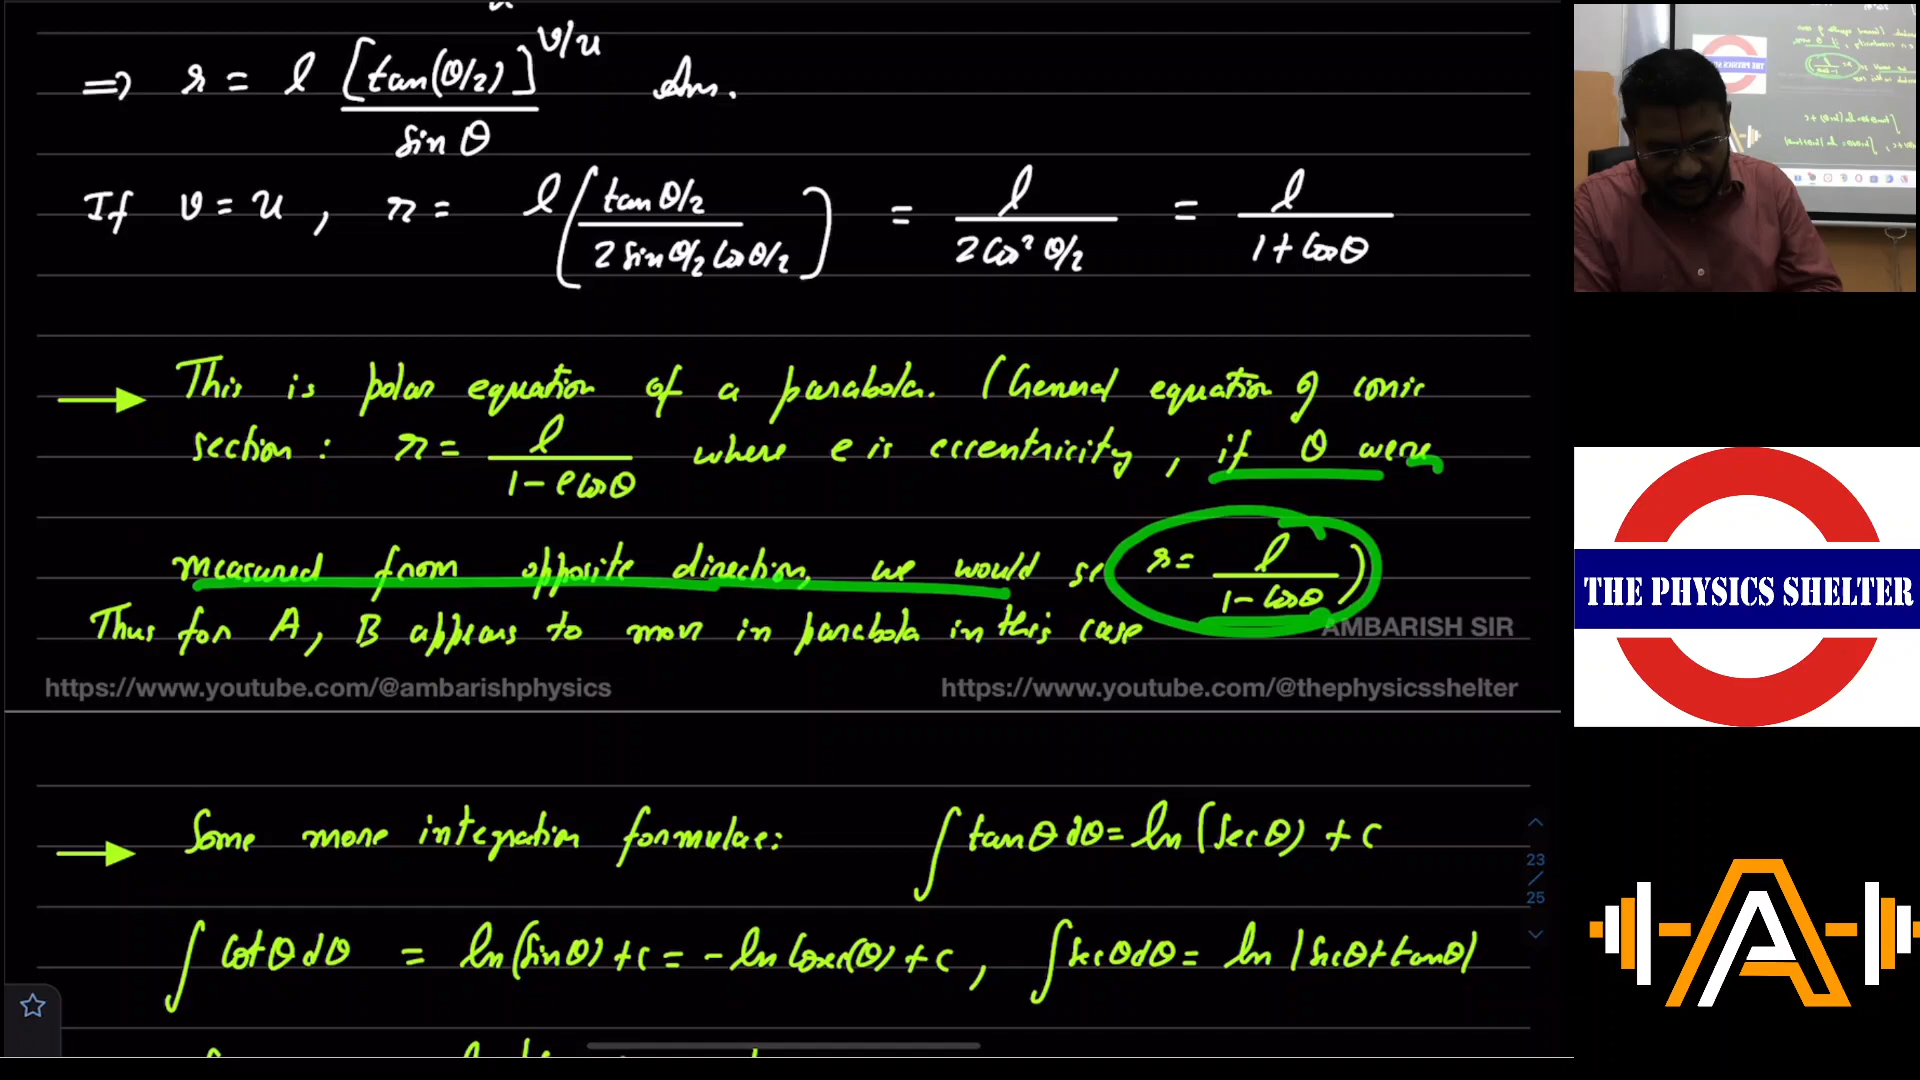 ⇒ r = l [tan(θ/2)]^{v/u} / sin θ Ans.
If v = u , r = l ( tan θ/2 / 2 sin θ/2 cos θ/2 ) = l / 2 cos² θ/2 = l / 1 + cos θ
→ This is polar equation of a parabola. (General equation of conic
section : r = l / 1 - e cos θ where e is eccentricity , if θ were
measured from opposite direction, we would se r = l / 1 - cos θ )
Thus for A, B appears to move in parabola in this case
AMBARISH SIR
https://www.youtube.com/@ambarishphysics
https://www.youtube.com/@thephysicsshelter
→ Some more integration formulae: ∫ tan θ dθ = ln (sec θ) + c
∫ cot θ dθ = ln (sin θ) + c = - ln cosec(θ) + c , ∫ sec θ dθ = ln |sec θ + tan θ|
23
/
25
THE PHYSICS SHELTER